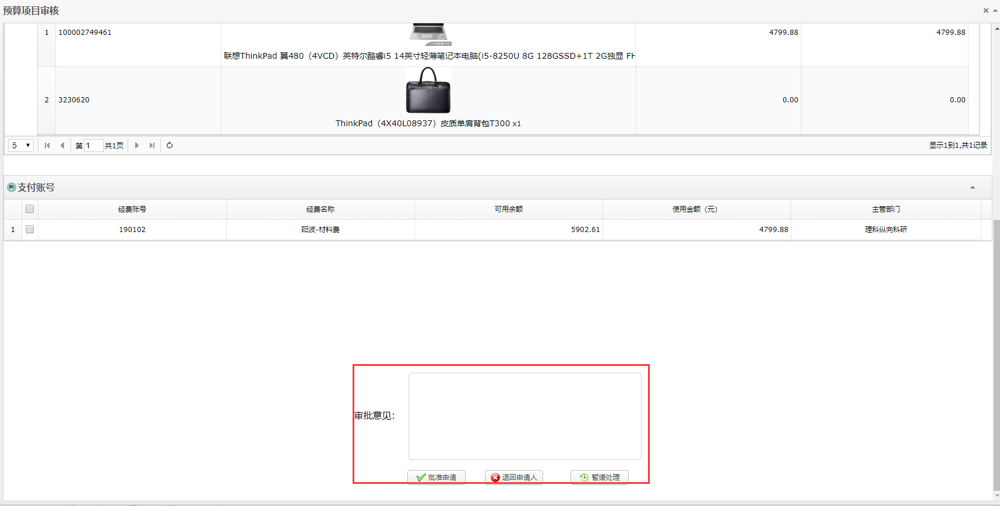 预算项目审核
1 100002749461 4799.88 4799.88
联想ThinkPad 翼480（4VCD）英特尔酷睿i5 14英寸轻薄笔记本电脑(i5-8250U 8G 128GSSD+1T 2G独显 FH
2 3230620 0.00 0.00
ThinkPad（4X40L08937）皮质单肩背包T300 x1
5 第 1 共1页 显示1到1,共1记录
支付账号
经费账号 经费名称 可用余额 使用金额（元） 主管部门
1 190102 阳波-材料费 5902.61 4799.88 理科纵向科研
审批意见：
批准申请 退回申请人 暂缓处理